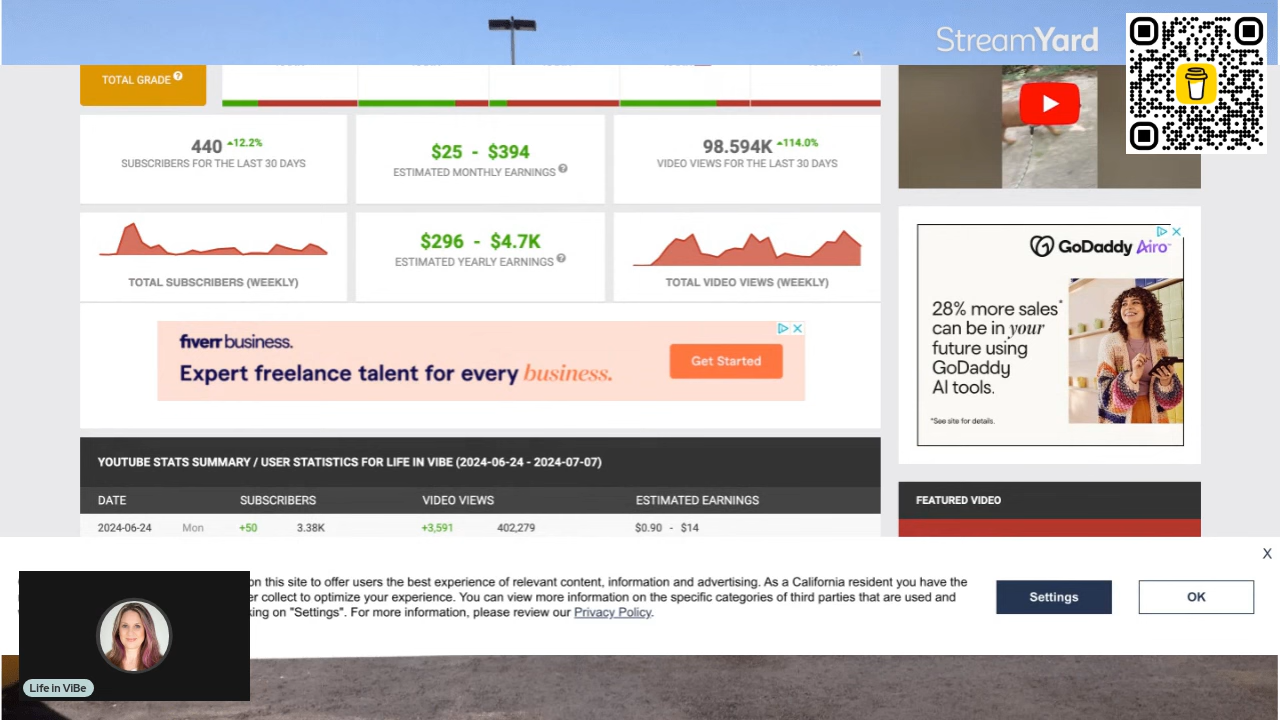 StreamYard
TOTAL GRADE
440 12.2%
SUBSCRIBERS FOR THE LAST 30 DAYS
$25 - $394
ESTIMATED MONTHLY EARNINGS
98.594K 114.0%
VIDEO VIEWS FOR THE LAST 30 DAYS
TOTAL SUBSCRIBERS (WEEKLY)
$296 - $4.7K
ESTIMATED YEARLY EARNINGS
TOTAL VIDEO VIEWS (WEEKLY)
GoDaddy Airo
28% more sales*
can be in your
future using
GoDaddy
AI tools.
*See site for details.
fiverr business.
Expert freelance talent for every business.
Get Started
YOUTUBE STATS SUMMARY / USER STATISTICS FOR LIFE IN VIBE (2024-06-24 - 2024-07-07)
DATE SUBSCRIBERS VIDEO VIEWS ESTIMATED EARNINGS
2024-06-24 Mon +50 3.38K +3,591 402,279 $0.90 - $14
FEATURED VIDEO
X
on this site to offer users the best experience of relevant content, information and advertising. As a California resident you have the
er collect to optimize your experience. You can view more information on the specific categories of third parties that are used and
king on "Settings". For more information, please review our Privacy Policy.
Settings
OK
Life in ViBe